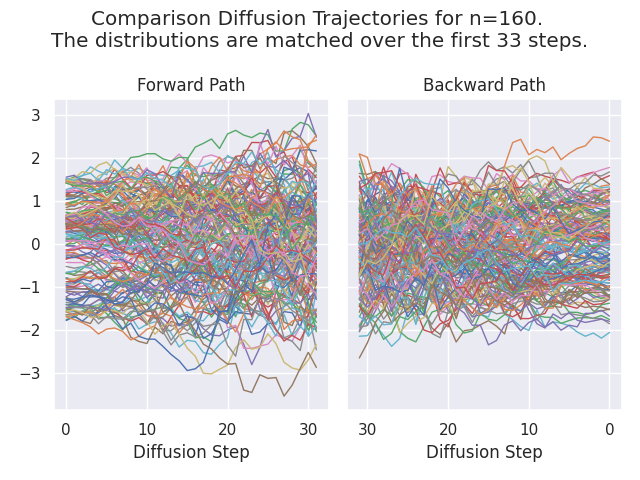 Comparison Diffusion Trajectories for n=160.
The distributions are matched over the first 33 steps.
Forward Path
Backward Path
3
2
1
0
−1
−2
−3
0 10 20 30
30 20 10 0
Diffusion Step
Diffusion Step